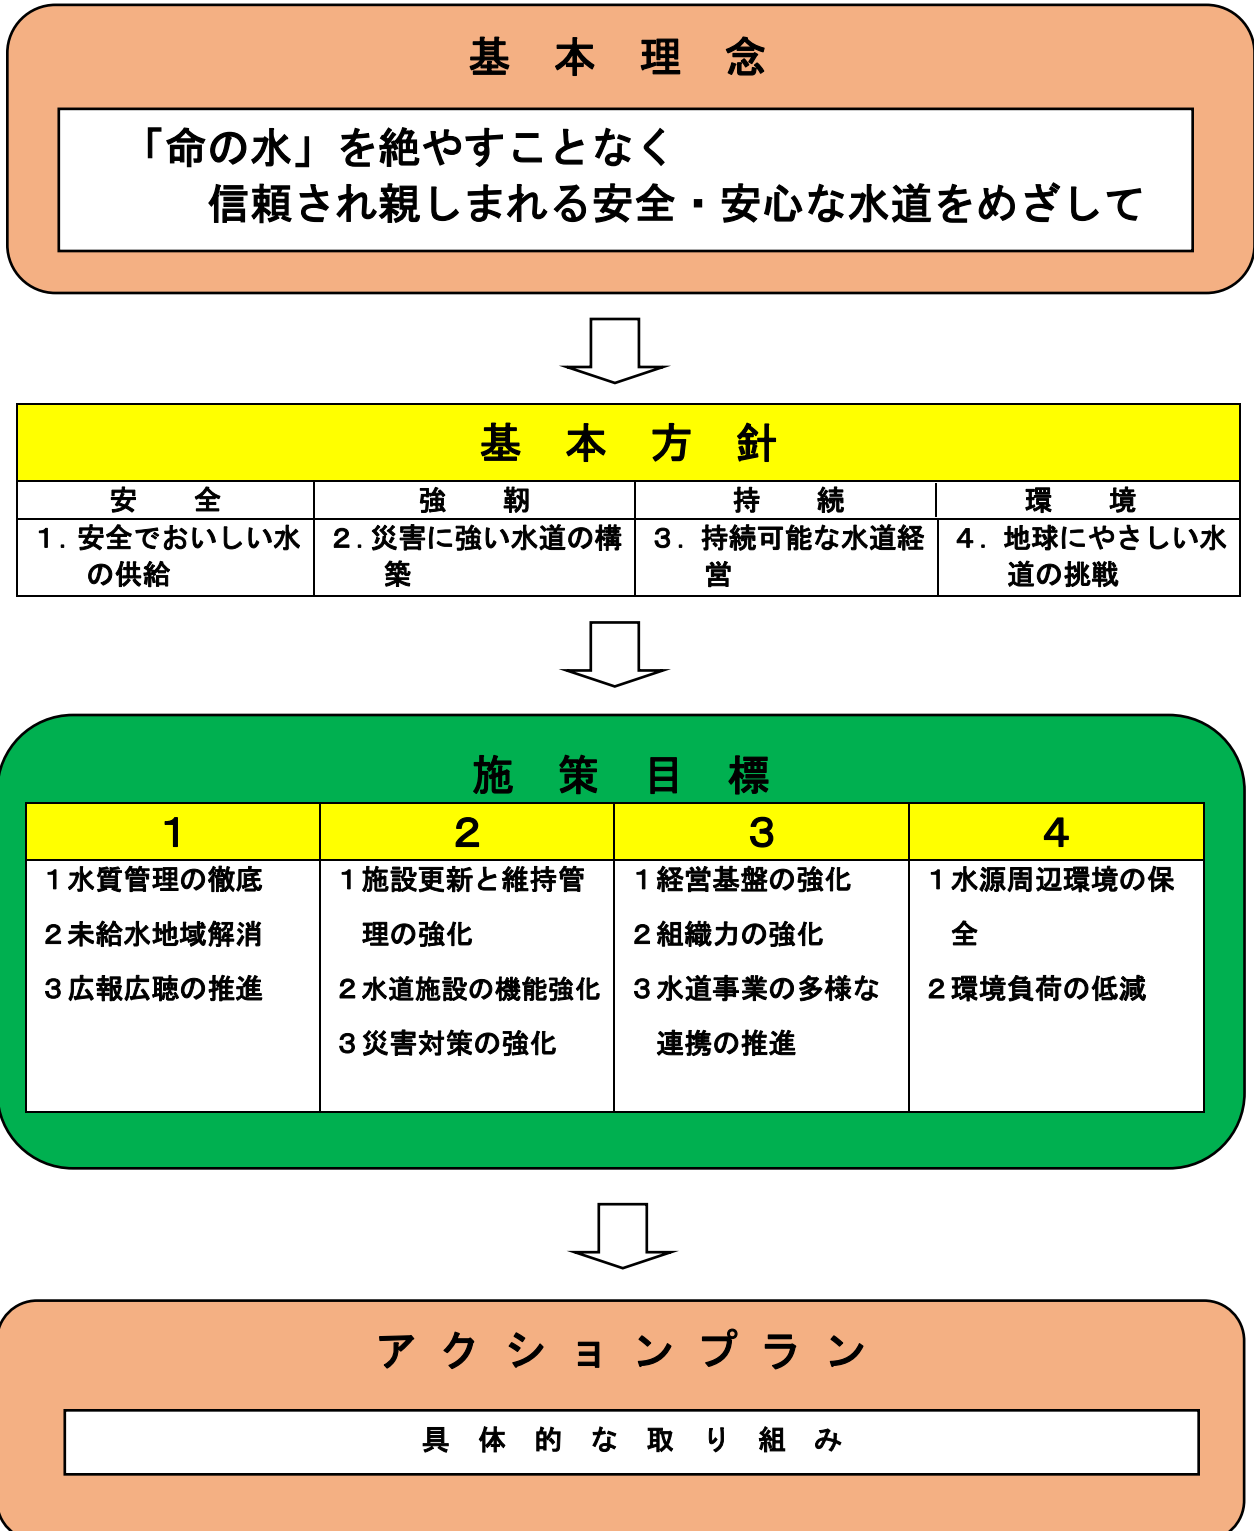 基本理念
「命の水」を絶やすことなく
信頼され親しまれる安全・安心な水道をめざして
基本方針
安全
強靭
持続
環境
1. 安全でおいしい水
の供給
2. 災害に強い水道の構
築
3. 持続可能な水道経
営
4. 地球にやさしい水
道の挑戦
施策目標
1
2
3
4
1水質管理の徹底
2未給水地域解消
3広報広聴の推進
1施設更新と維持管
理の強化
2水道施設の機能強化
3災害対策の強化
1経営基盤の強化
2組織力の強化
3水道事業の多様な
連携の推進
1水源周辺環境の保
全
2環境負荷の低減
アクションプラン
具体的な取り組み